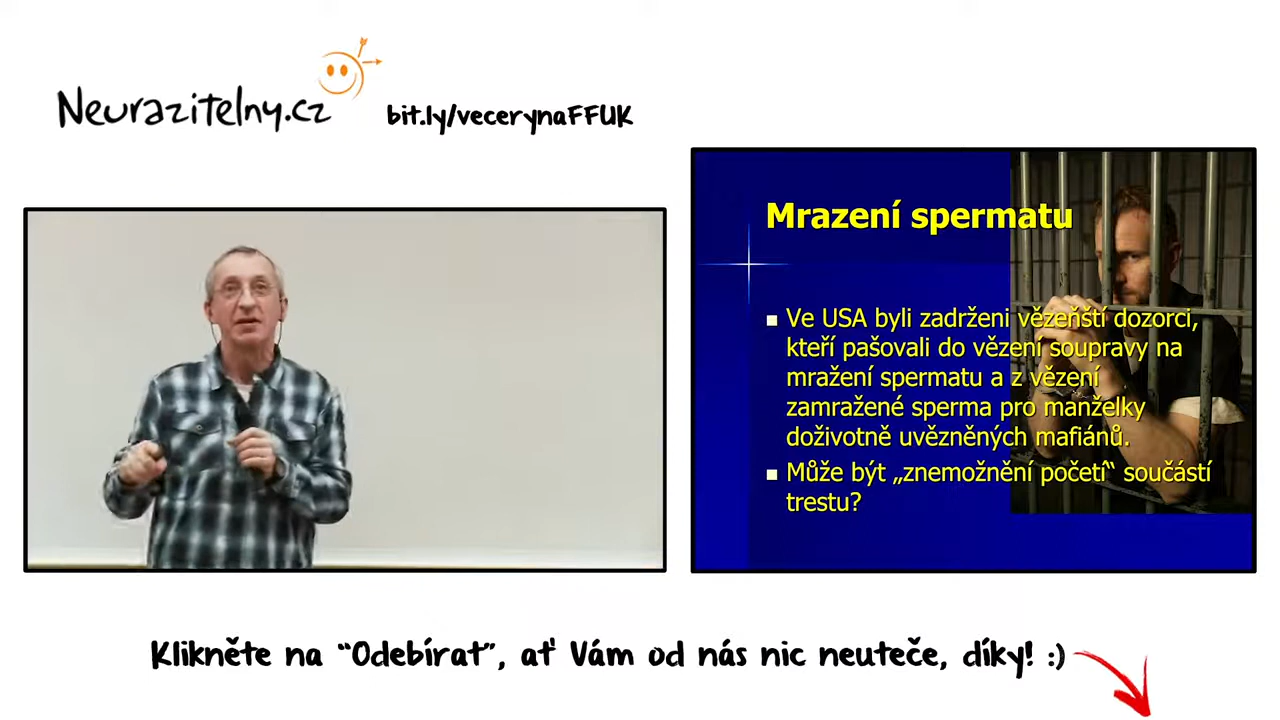 Neurazitelny.cz
bit.ly/vecerynaFFUK
Mrazení spermatu
Ve USA byli zadrženi vězeňští dozorci,
kteří pašovali do vězení soupravy na
mražení spermatu a z vězení
zamražené sperma pro manželky
doživotně uvězněných mafiánů.
Může být „znemožnění početí“ součástí
trestu?
Klikněte na “Odebírat”, ať Vám od nás nic neuteče, díky! :)